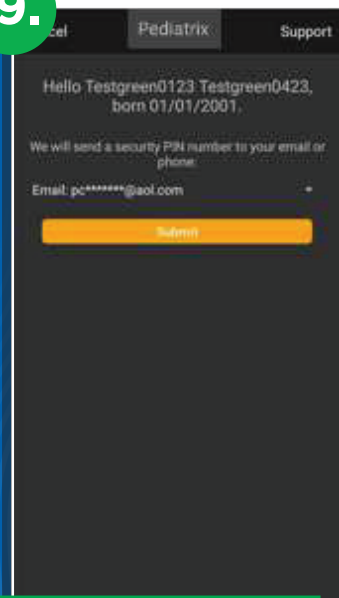 9.
cel Pediatrix Support
Hello Testgreen0123 Testgreen0423,
born 01/01/2001.
We will send a security PIN number to your email or
phone:
Email: pc*******@aol.com
Submit